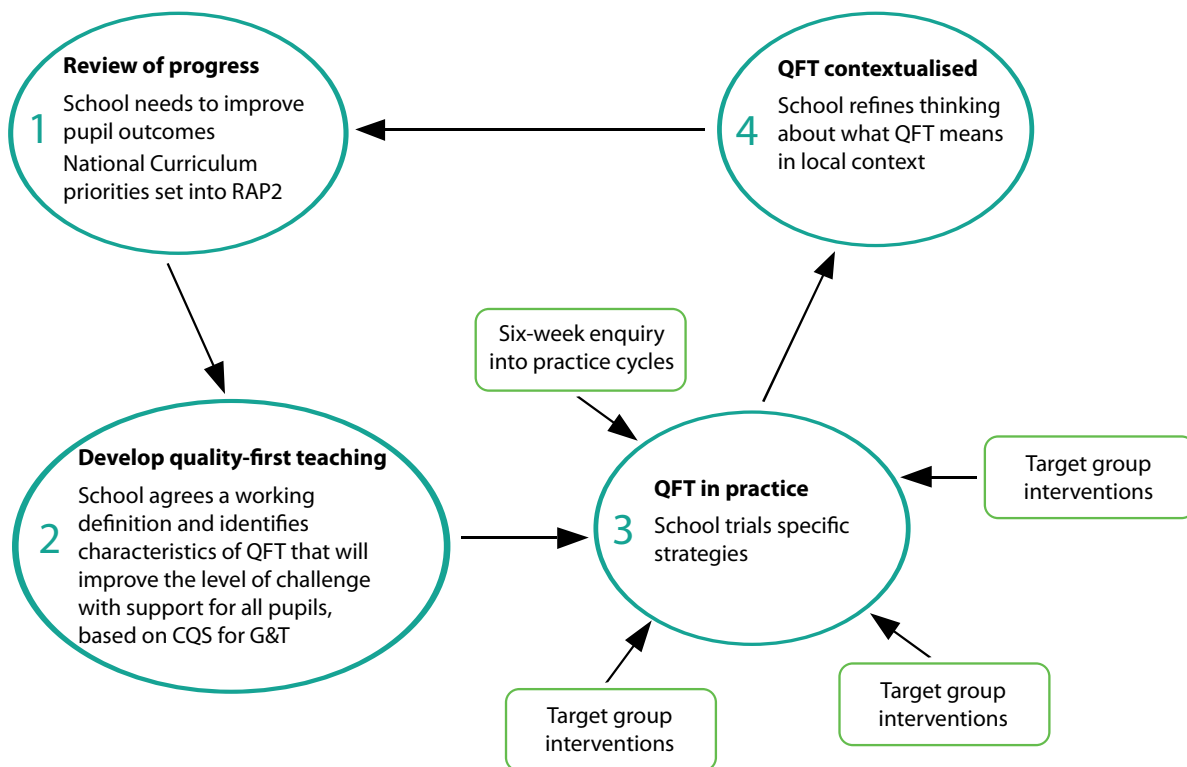 Review of progress
1
School needs to improve
pupil outcomes
National Curriculum
priorities set into RAP2
QFT contextualised
4
School refines thinking
about what QFT means
in local context
Six-week enquiry
into practice cycles
Develop quality-first teaching
2
School agrees a working
definition and identifies
characteristics of QFT that will
improve the level of challenge
with support for all pupils,
based on CQS for G&T
QFT in practice
3
School trials specific
strategies
Target group
interventions
Target group
interventions
Target group
interventions